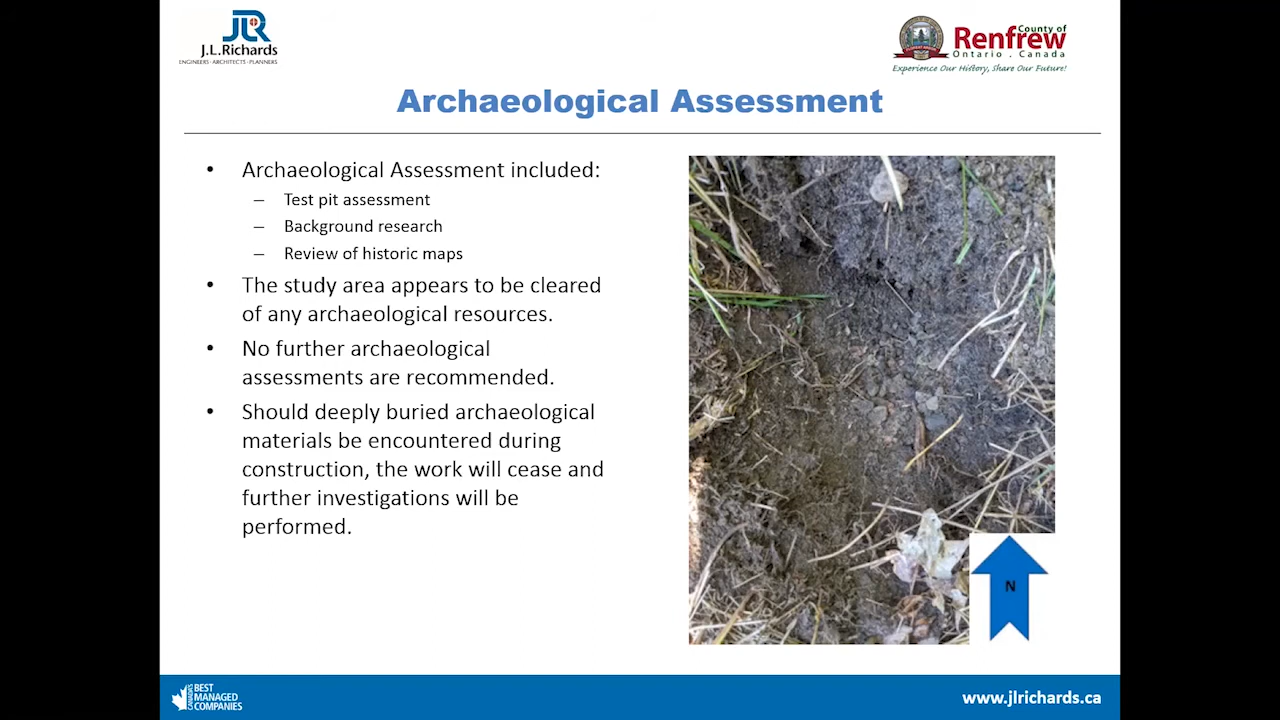 JLR
J.L.Richards
ENGINEERS · ARCHITECTS · PLANNERS
County of
Renfrew
Ontario . Canada
Experience Our History, Share Our Future!
Archaeological Assessment
• Archaeological Assessment included:
– Test pit assessment
– Background research
– Review of historic maps
• The study area appears to be cleared
of any archaeological resources.
• No further archaeological
assessments are recommended.
• Should deeply buried archaeological
materials be encountered during
construction, the work will cease and
further investigations will be
performed.
N
CANADA'S
BEST
MANAGED
COMPANIES
www.jlrichards.ca